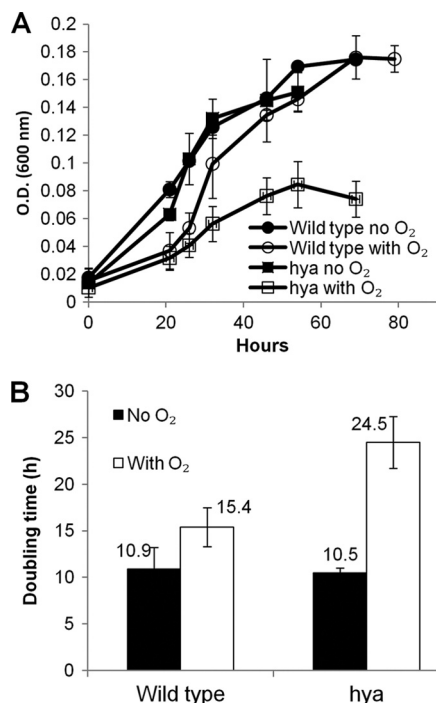 A
0.2
0.18
0.16
0.14
0.12
0.1
0.08
0.06
0.04
0.02
0
O.D. (600 nm)
Wild type no O₂
Wild type with O₂
hya no O₂
hya with O₂
0 20 40 60 80
Hours
B
30
25
20
15
10
5
0
Doubling time (h)
No O₂
With O₂
10.9
15.4
10.5
24.5
Wild type hya